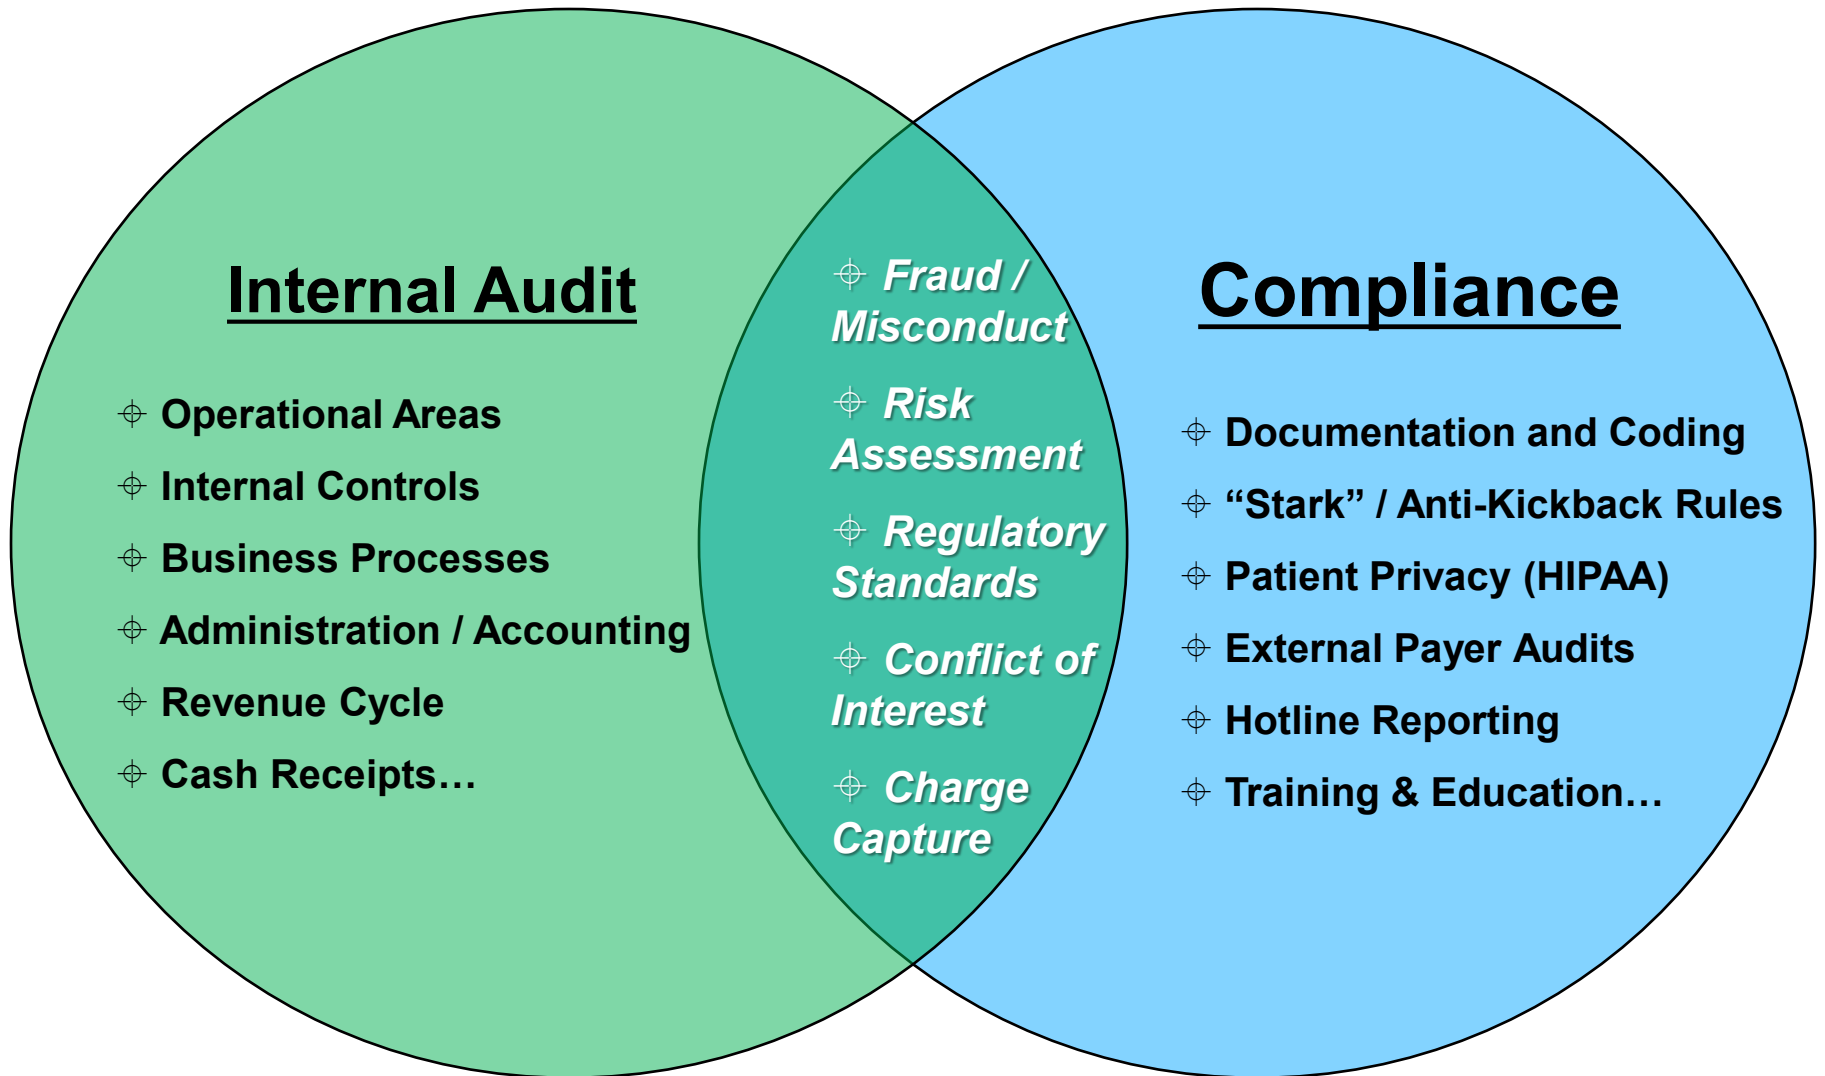 Internal Audit
⌖ Operational Areas
⌖ Internal Controls
⌖ Business Processes
⌖ Administration / Accounting
⌖ Revenue Cycle
⌖ Cash Receipts…
⌖ Fraud /
Misconduct
⌖ Risk
Assessment
⌖ Regulatory
Standards
⌖ Conflict of
Interest
⌖ Charge
Capture
Compliance
⌖ Documentation and Coding
⌖ “Stark” / Anti-Kickback Rules
⌖ Patient Privacy (HIPAA)
⌖ External Payer Audits
⌖ Hotline Reporting
⌖ Training & Education…